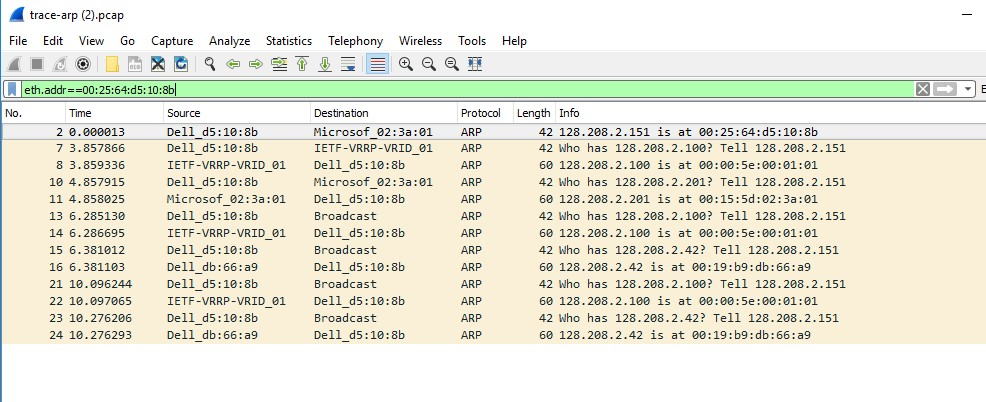 trace-arp (2).pcap
File Edit View Go Capture Analyze Statistics Telephony Wireless Tools Help
eth.addr==00:25:64:d5:10:8b
No. Time Source Destination Protocol Length Info
2 0.000013 Dell_d5:10:8b Microsof_02:3a:01 ARP 42 128.208.2.151 is at 00:25:64:d5:10:8b
7 3.857866 Dell_d5:10:8b IETF-VRRP-VRID_01 ARP 42 Who has 128.208.2.100? Tell 128.208.2.151
8 3.859336 IETF-VRRP-VRID_01 Dell_d5:10:8b ARP 60 128.208.2.100 is at 00:00:5e:00:01:01
10 4.857915 Dell_d5:10:8b Microsof_02:3a:01 ARP 42 Who has 128.208.2.201? Tell 128.208.2.151
11 4.858025 Microsof_02:3a:01 Dell_d5:10:8b ARP 60 128.208.2.201 is at 00:15:5d:02:3a:01
13 6.285130 Dell_d5:10:8b Broadcast ARP 42 Who has 128.208.2.100? Tell 128.208.2.151
14 6.286695 IETF-VRRP-VRID_01 Dell_d5:10:8b ARP 60 128.208.2.100 is at 00:00:5e:00:01:01
15 6.381012 Dell_d5:10:8b Broadcast ARP 42 Who has 128.208.2.42? Tell 128.208.2.151
16 6.381103 Dell_db:66:a9 Dell_d5:10:8b ARP 60 128.208.2.42 is at 00:19:b9:db:66:a9
21 10.096244 Dell_d5:10:8b Broadcast ARP 42 Who has 128.208.2.100? Tell 128.208.2.151
22 10.097065 IETF-VRRP-VRID_01 Dell_d5:10:8b ARP 60 128.208.2.100 is at 00:00:5e:00:01:01
23 10.276206 Dell_d5:10:8b Broadcast ARP 42 Who has 128.208.2.42? Tell 128.208.2.151
24 10.276293 Dell_db:66:a9 Dell_d5:10:8b ARP 60 128.208.2.42 is at 00:19:b9:db:66:a9